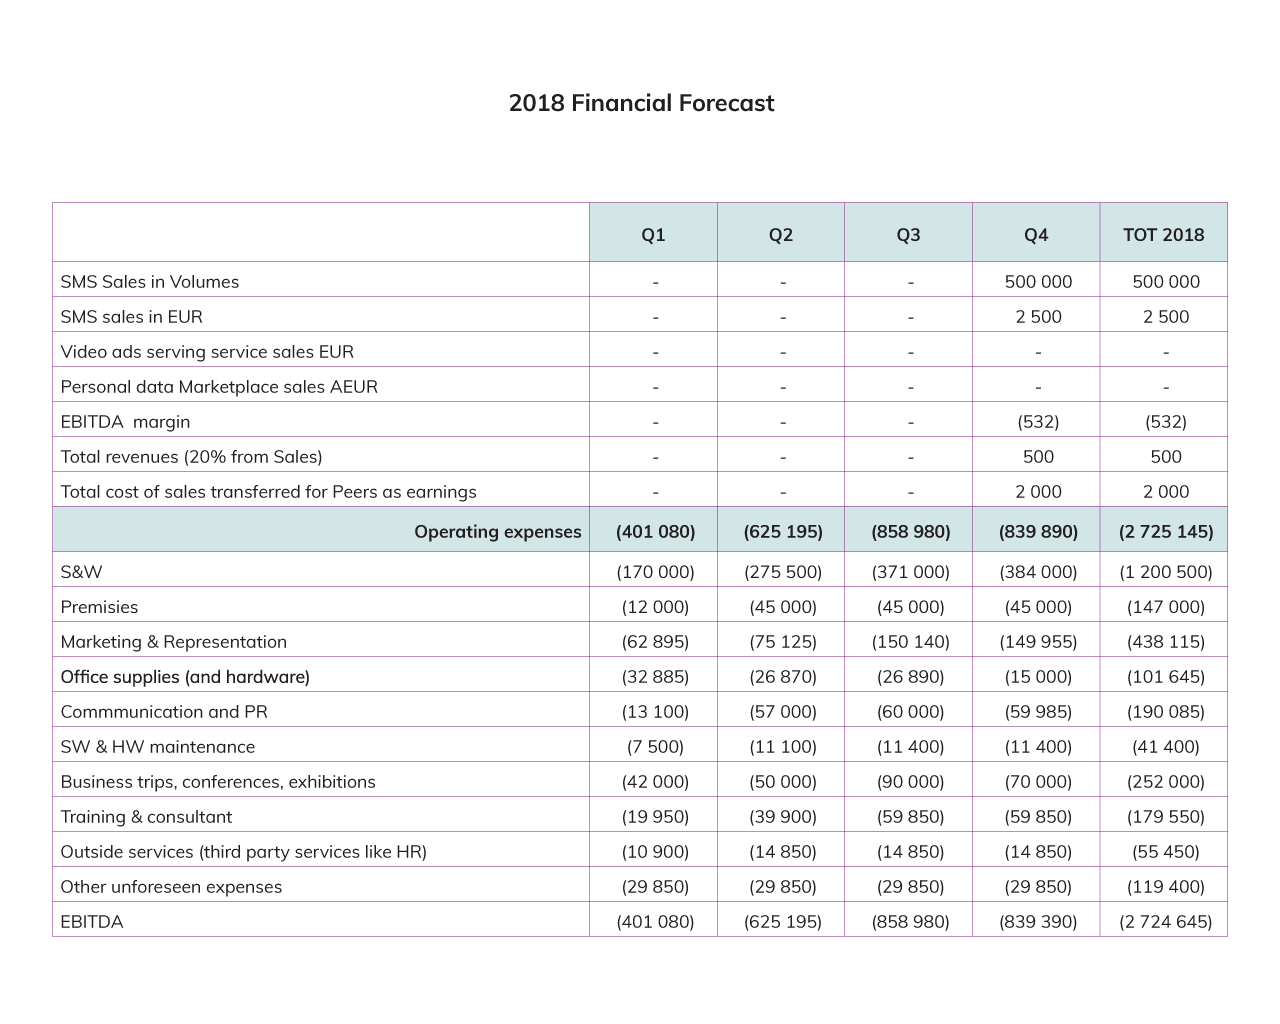 2018 Financial Forecast
Q1 Q2 Q3 Q4 TOT 2018
SMS Sales in Volumes - - - 500 000 500 000
SMS sales in EUR - - - 2 500 2 500
Video ads serving service sales EUR - - - - -
Personal data Marketplace sales AEUR - - - - -
EBITDA  margin - - - (532) (532)
Total revenues (20% from Sales) - - - 500 500
Total cost of sales transferred for Peers as earnings - - - 2 000 2 000
Operating expenses (401 080) (625 195) (858 980) (839 890) (2 725 145)
S&W (170 000) (275 500) (371 000) (384 000) (1 200 500)
Premisies (12 000) (45 000) (45 000) (45 000) (147 000)
Marketing & Representation (62 895) (75 125) (150 140) (149 955) (438 115)
Office supplies (and hardware) (32 885) (26 870) (26 890) (15 000) (101 645)
Commmunication and PR (13 100) (57 000) (60 000) (59 985) (190 085)
SW & HW maintenance (7 500) (11 100) (11 400) (11 400) (41 400)
Business trips, conferences, exhibitions (42 000) (50 000) (90 000) (70 000) (252 000)
Training & consultant (19 950) (39 900) (59 850) (59 850) (179 550)
Outside services (third party services like HR) (10 900) (14 850) (14 850) (14 850) (55 450)
Other unforeseen expenses (29 850) (29 850) (29 850) (29 850) (119 400)
EBITDA (401 080) (625 195) (858 980) (839 390) (2 724 645)